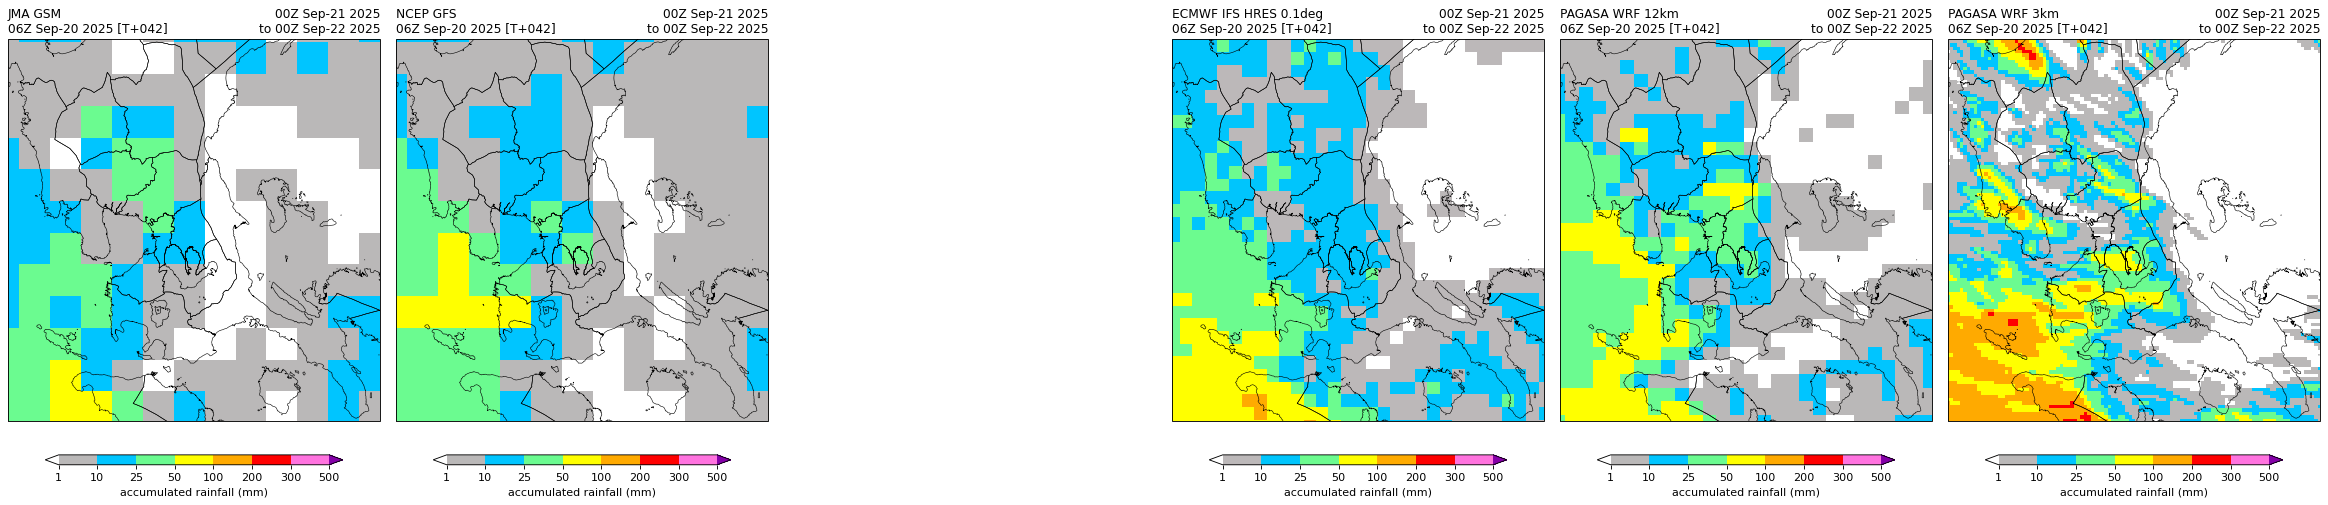 JMA GSM 00Z Sep-21 2025
06Z Sep-20 2025 [T+042] to 00Z Sep-22 2025
1 10 25 50 100 200 300 500
accumulated rainfall (mm)
NCEP GFS 00Z Sep-21 2025
06Z Sep-20 2025 [T+042] to 00Z Sep-22 2025
1 10 25 50 100 200 300 500
accumulated rainfall (mm)
ECMWF IFS HRES 0.1deg 00Z Sep-21 2025
06Z Sep-20 2025 [T+042] to 00Z Sep-22 2025
1 10 25 50 100 200 300 500
accumulated rainfall (mm)
PAGASA WRF 12km 00Z Sep-21 2025
06Z Sep-20 2025 [T+042] to 00Z Sep-22 2025
1 10 25 50 100 200 300 500
accumulated rainfall (mm)
PAGASA WRF 3km 00Z Sep-21 2025
06Z Sep-20 2025 [T+042] to 00Z Sep-22 2025
1 10 25 50 100 200 300 500
accumulated rainfall (mm)